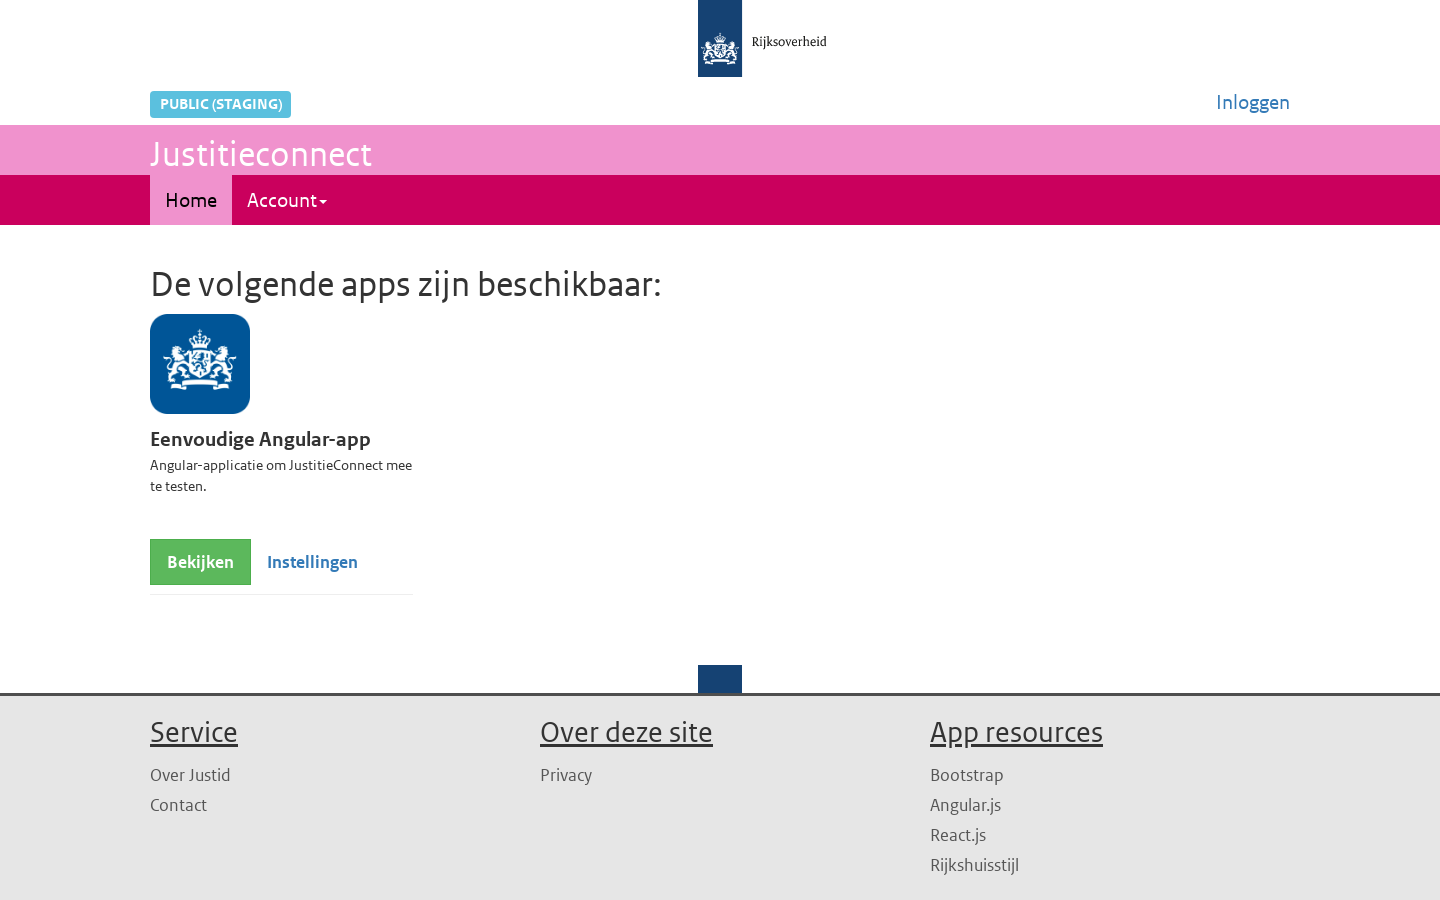 Rijksoverheid
PUBLIC (STAGING)
Inloggen
Justitieconnect
Home
Account
De volgende apps zijn beschikbaar:
Eenvoudige Angular-app
Angular-applicatie om JustitieConnect mee
te testen.
Bekijken
Instellingen
Service
Over Justid
Contact
Over deze site
Privacy
App resources
Bootstrap
Angular.js
React.js
Rijkshuisstijl